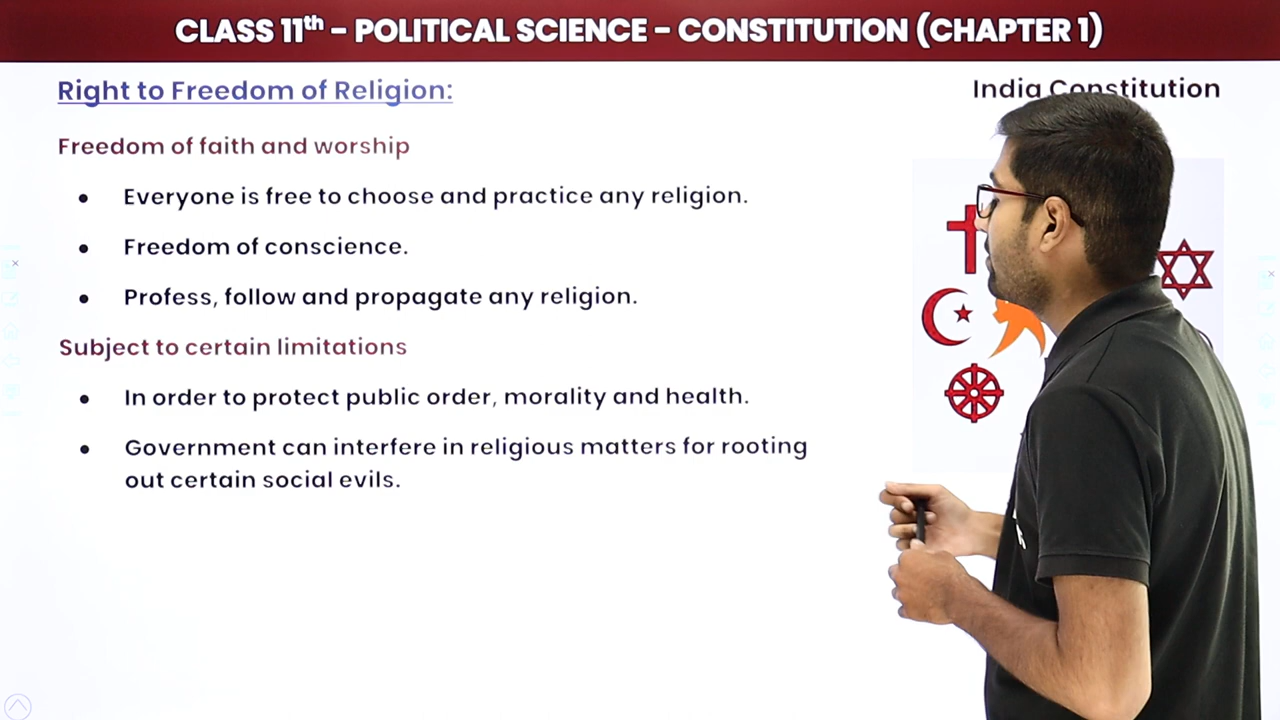 CLASS 11th - POLITICAL SCIENCE - CONSTITUTION (CHAPTER 1)
Right to Freedom of Religion:
India Constitution
Freedom of faith and worship
• Everyone is free to choose and practice any religion.
• Freedom of conscience.
• Profess, follow and propagate any religion.
Subject to certain limitations
• In order to protect public order, morality and health.
• Government can interfere in religious matters for rooting
out certain social evils.